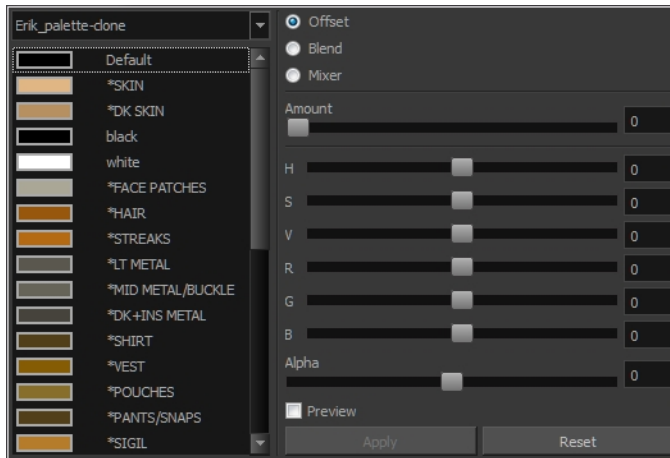 Erik_palette-clone
Default
*SKIN
*DK SKIN
black
white
*FACE PATCHES
*HAIR
*STREAKS
*LT METAL
*MID METAL/BUCKLE
*DK+INS METAL
*SHIRT
*VEST
*POUCHES
*PANTS/SNAPS
*SIGIL
Offset
Blend
Mixer
Amount
0
H 0
S 0
V 0
R 0
G 0
B 0
Alpha
0
Preview
Apply Reset